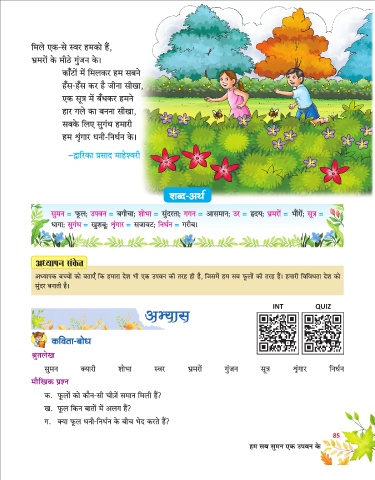 मिले एक-से स्वर हमको हैं,
भ्रमरों के मीठे गुंजन के।
काँटों में मिलकर हम सबने
हँस-हँस कर है जीना सीखा,
एक सूत्र में बँधकर हमने
हार गले का बनना सीखा,
सबके लिए सुगंध हमारी
हम शृंगार धनी-निर्धन के।
–द्वारिका प्रसाद माहेश्वरी
शब्द-अर्थ
सुमन = फूल; उपवन = बगीचा; शोभा = सुंदरता; गगन = आसमान; उर = हृदय; भ्रमरों = भौंरों; सूत्र =
धागा; सुगंध = खुशबू; शृंगार = सजावट; निर्धन = गरीब।
अध्यापन संकेत
अध्यापक बच्चों को बताएँ कि हमारा देश भी एक उपवन की तरह ही है, जिसमें हम सब फूलों की तरह हैं। हमारी विविधता देश को
सुंदर बनाती है।
अभ्यास
INT QUIZ
कविता-बोध
श्रुतलेख
सुमन क्यारी शोभा स्वर भ्रमरों गुंजन सूत्र शृंगार निर्धन
मौखिक प्रश्न
क. फूलों को कौन-सी चीज़ें समान मिली हैं?
ख. फूल किन बातों में अलग हैं?
ग. क्या फूल धनी-निर्धन के बीच भेद करते हैं?
85
हम सब सुमन एक उपवन के